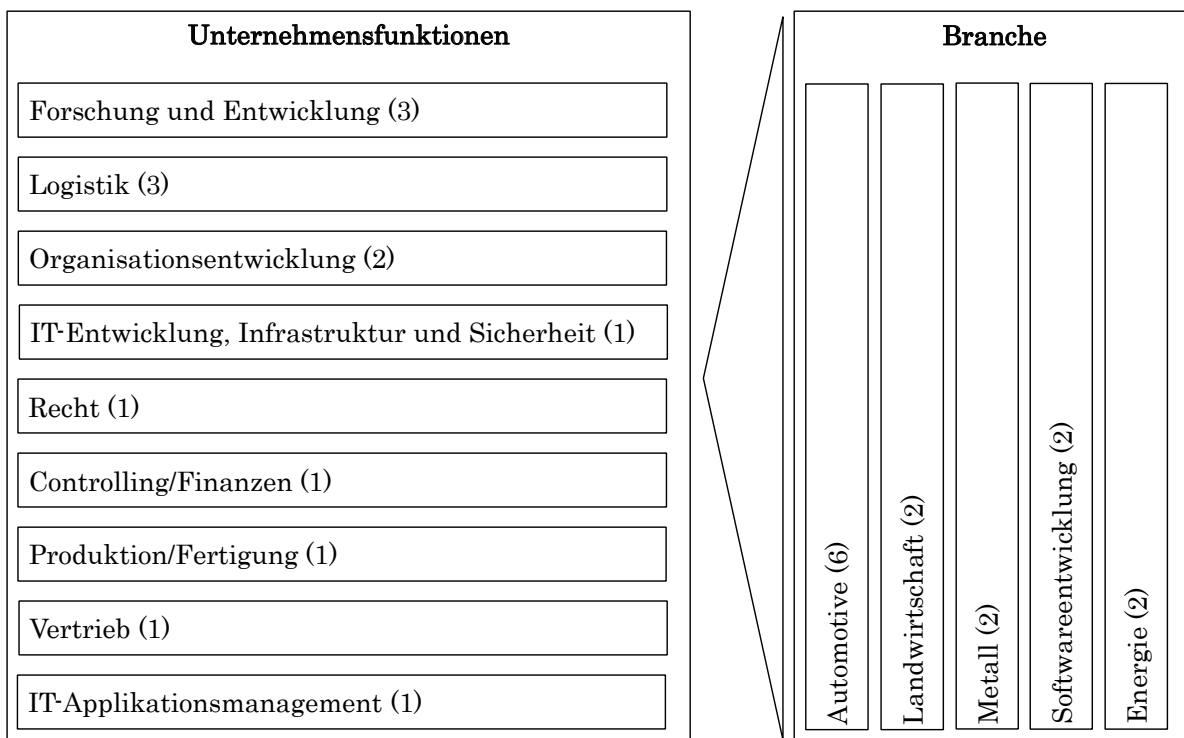 Unternehmensfunktionen
Forschung und Entwicklung (3)
Logistik (3)
Organisationsentwicklung (2)
IT-Entwicklung, Infrastruktur und Sicherheit (1)
Recht (1)
Controlling/Finanzen (1)
Produktion/Fertigung (1)
Vertrieb (1)
IT-Applikationsmanagement (1)
Branche
Automotive (6)
Landwirtschaft (2)
Metall (2)
Softwareentwicklung (2)
Energie (2)